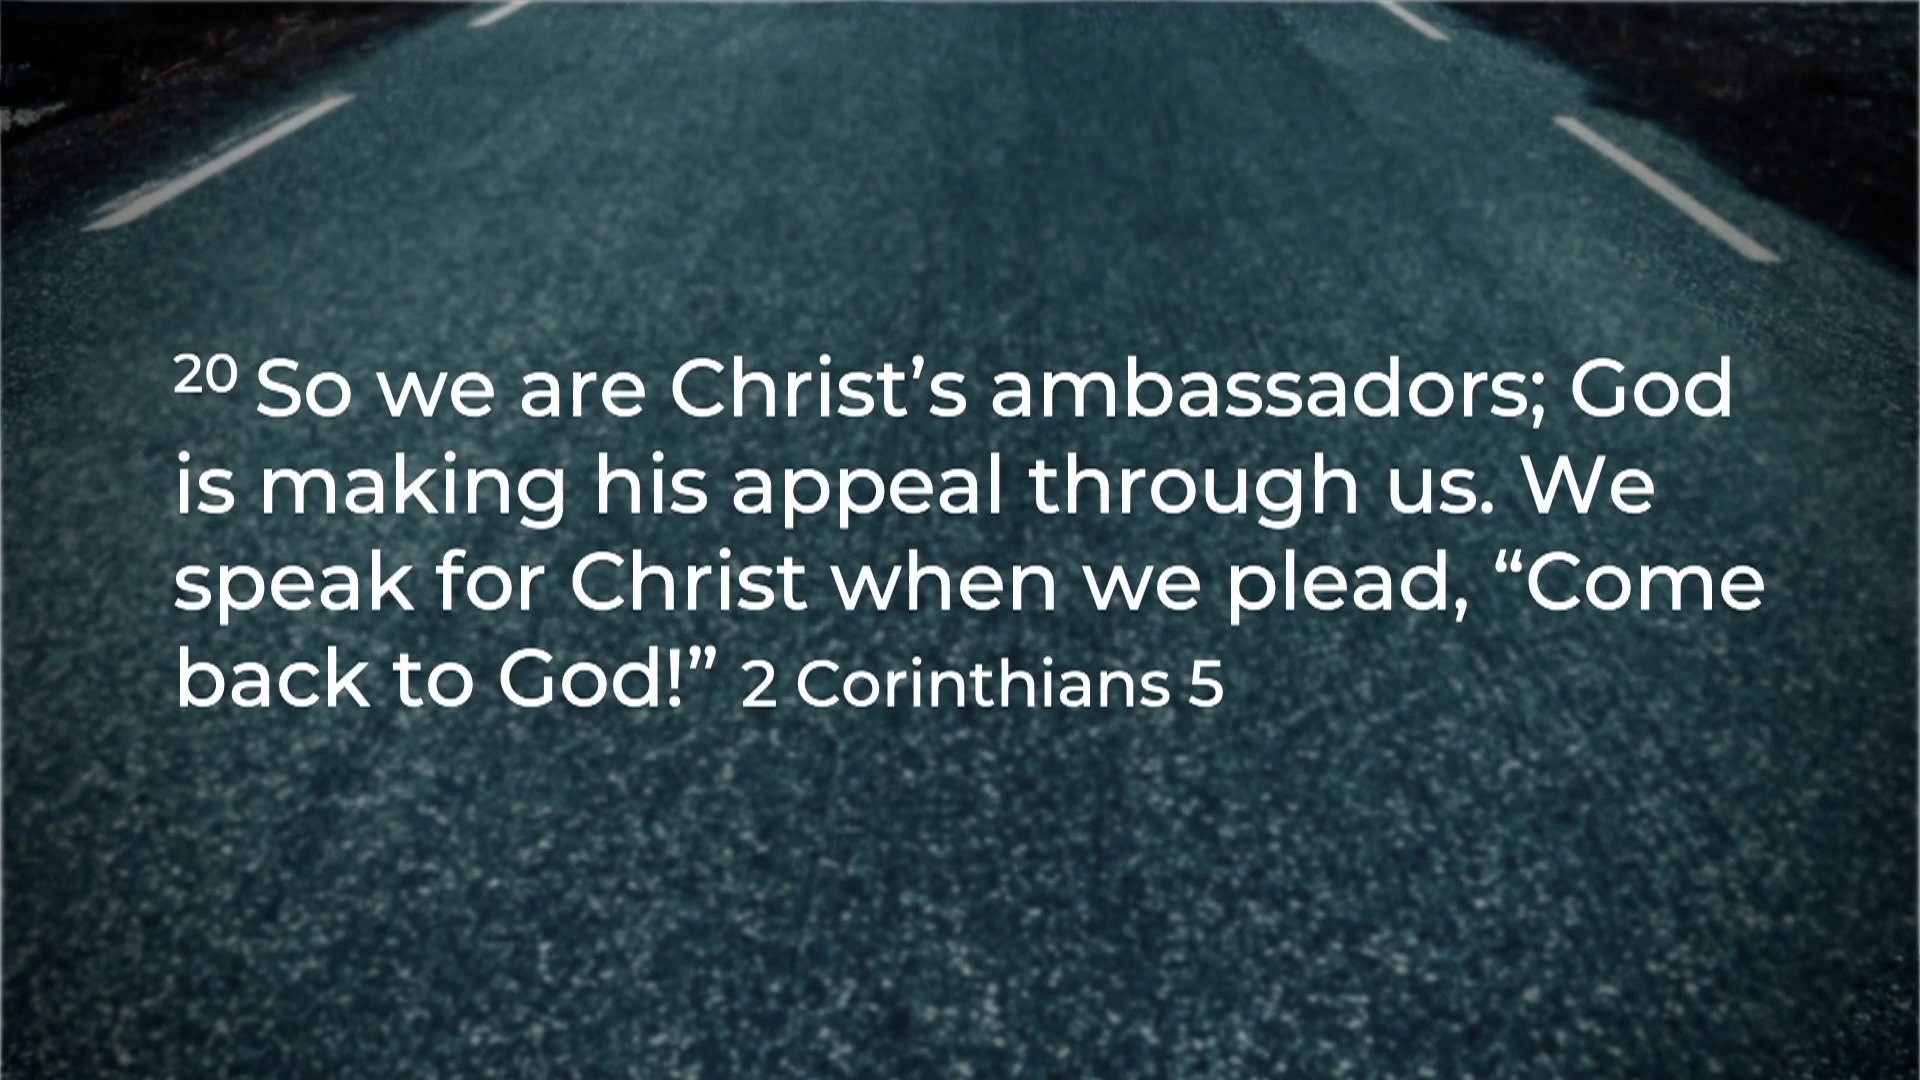 20 So we are Christ’s ambassadors; God
is making his appeal through us. We
speak for Christ when we plead, “Come
back to God!” 2 Corinthians 5